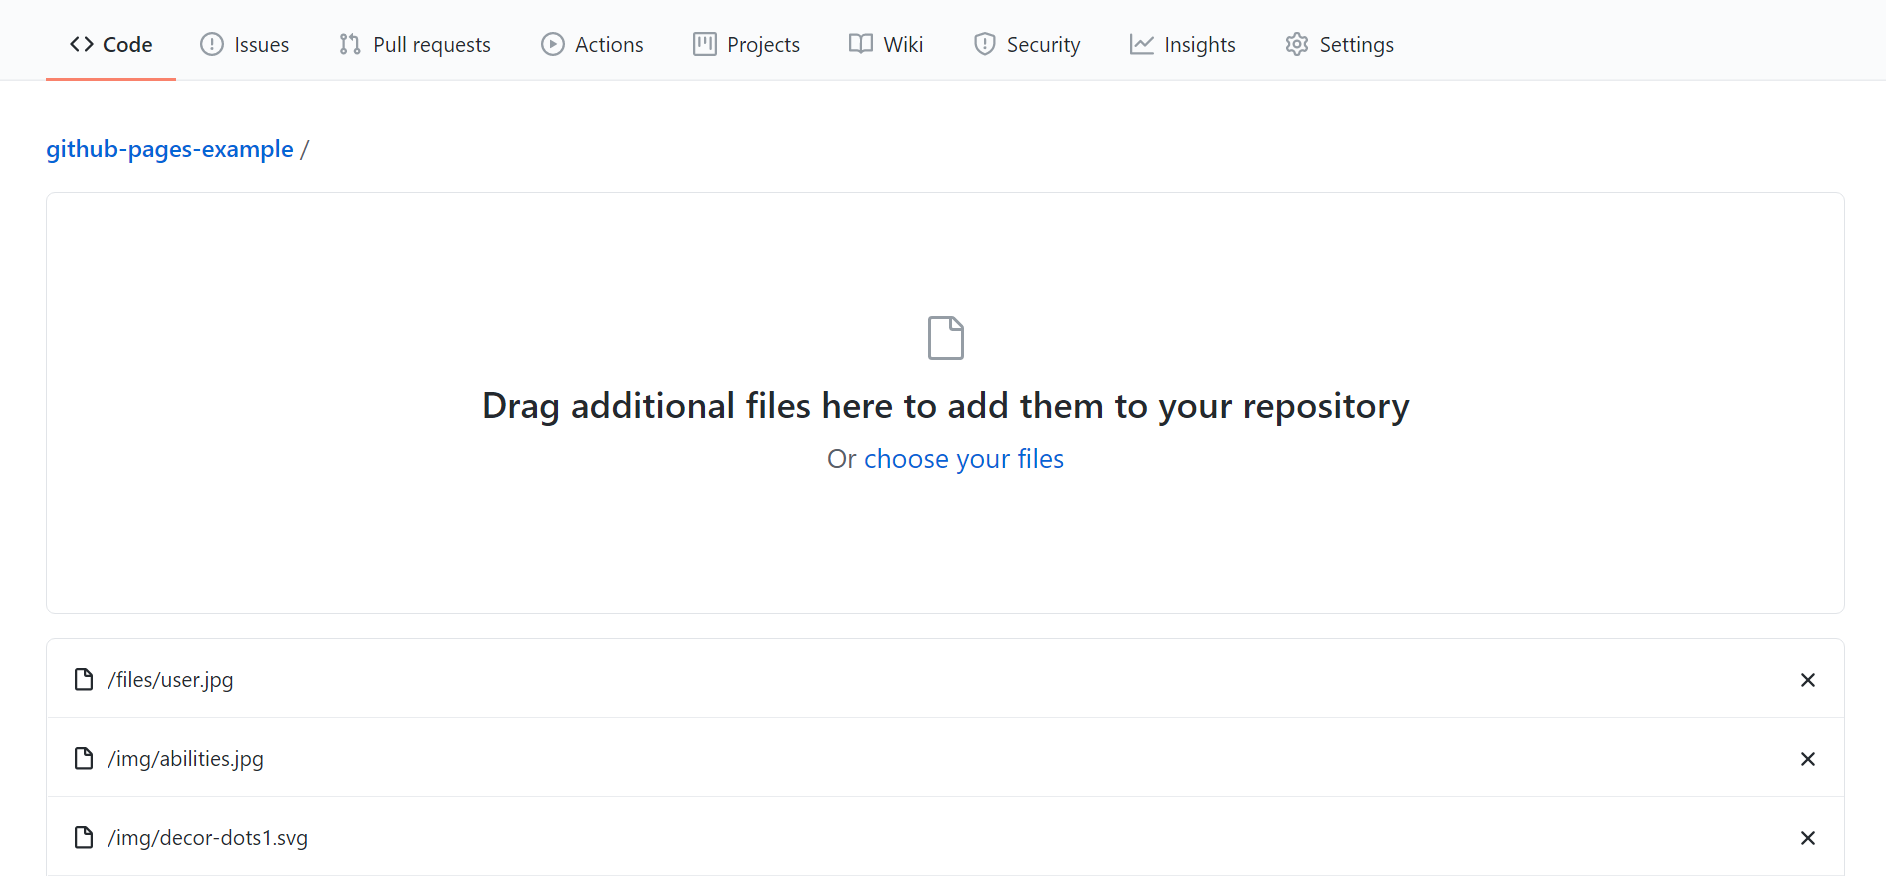 Code Issues Pull requests Actions Projects Wiki Security Insights Settings
github-pages-example /
Drag additional files here to add them to your repository
Or choose your files
/files/user.jpg
/img/abilities.jpg
/img/decor-dots1.svg